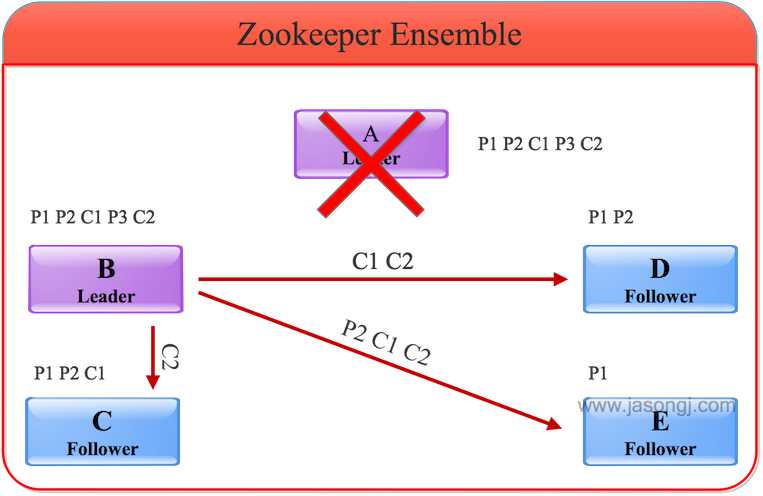 Zookeeper Ensemble
A
Leader
P1 P2 C1 P3 C2
P1 P2 C1 P3 C2
P1 P2
B
Leader
C1 C2
D
Follower
P2 C1 C2
C2
P1 P2 C1
P1
www.jasongj.com
C
Follower
E
Follower